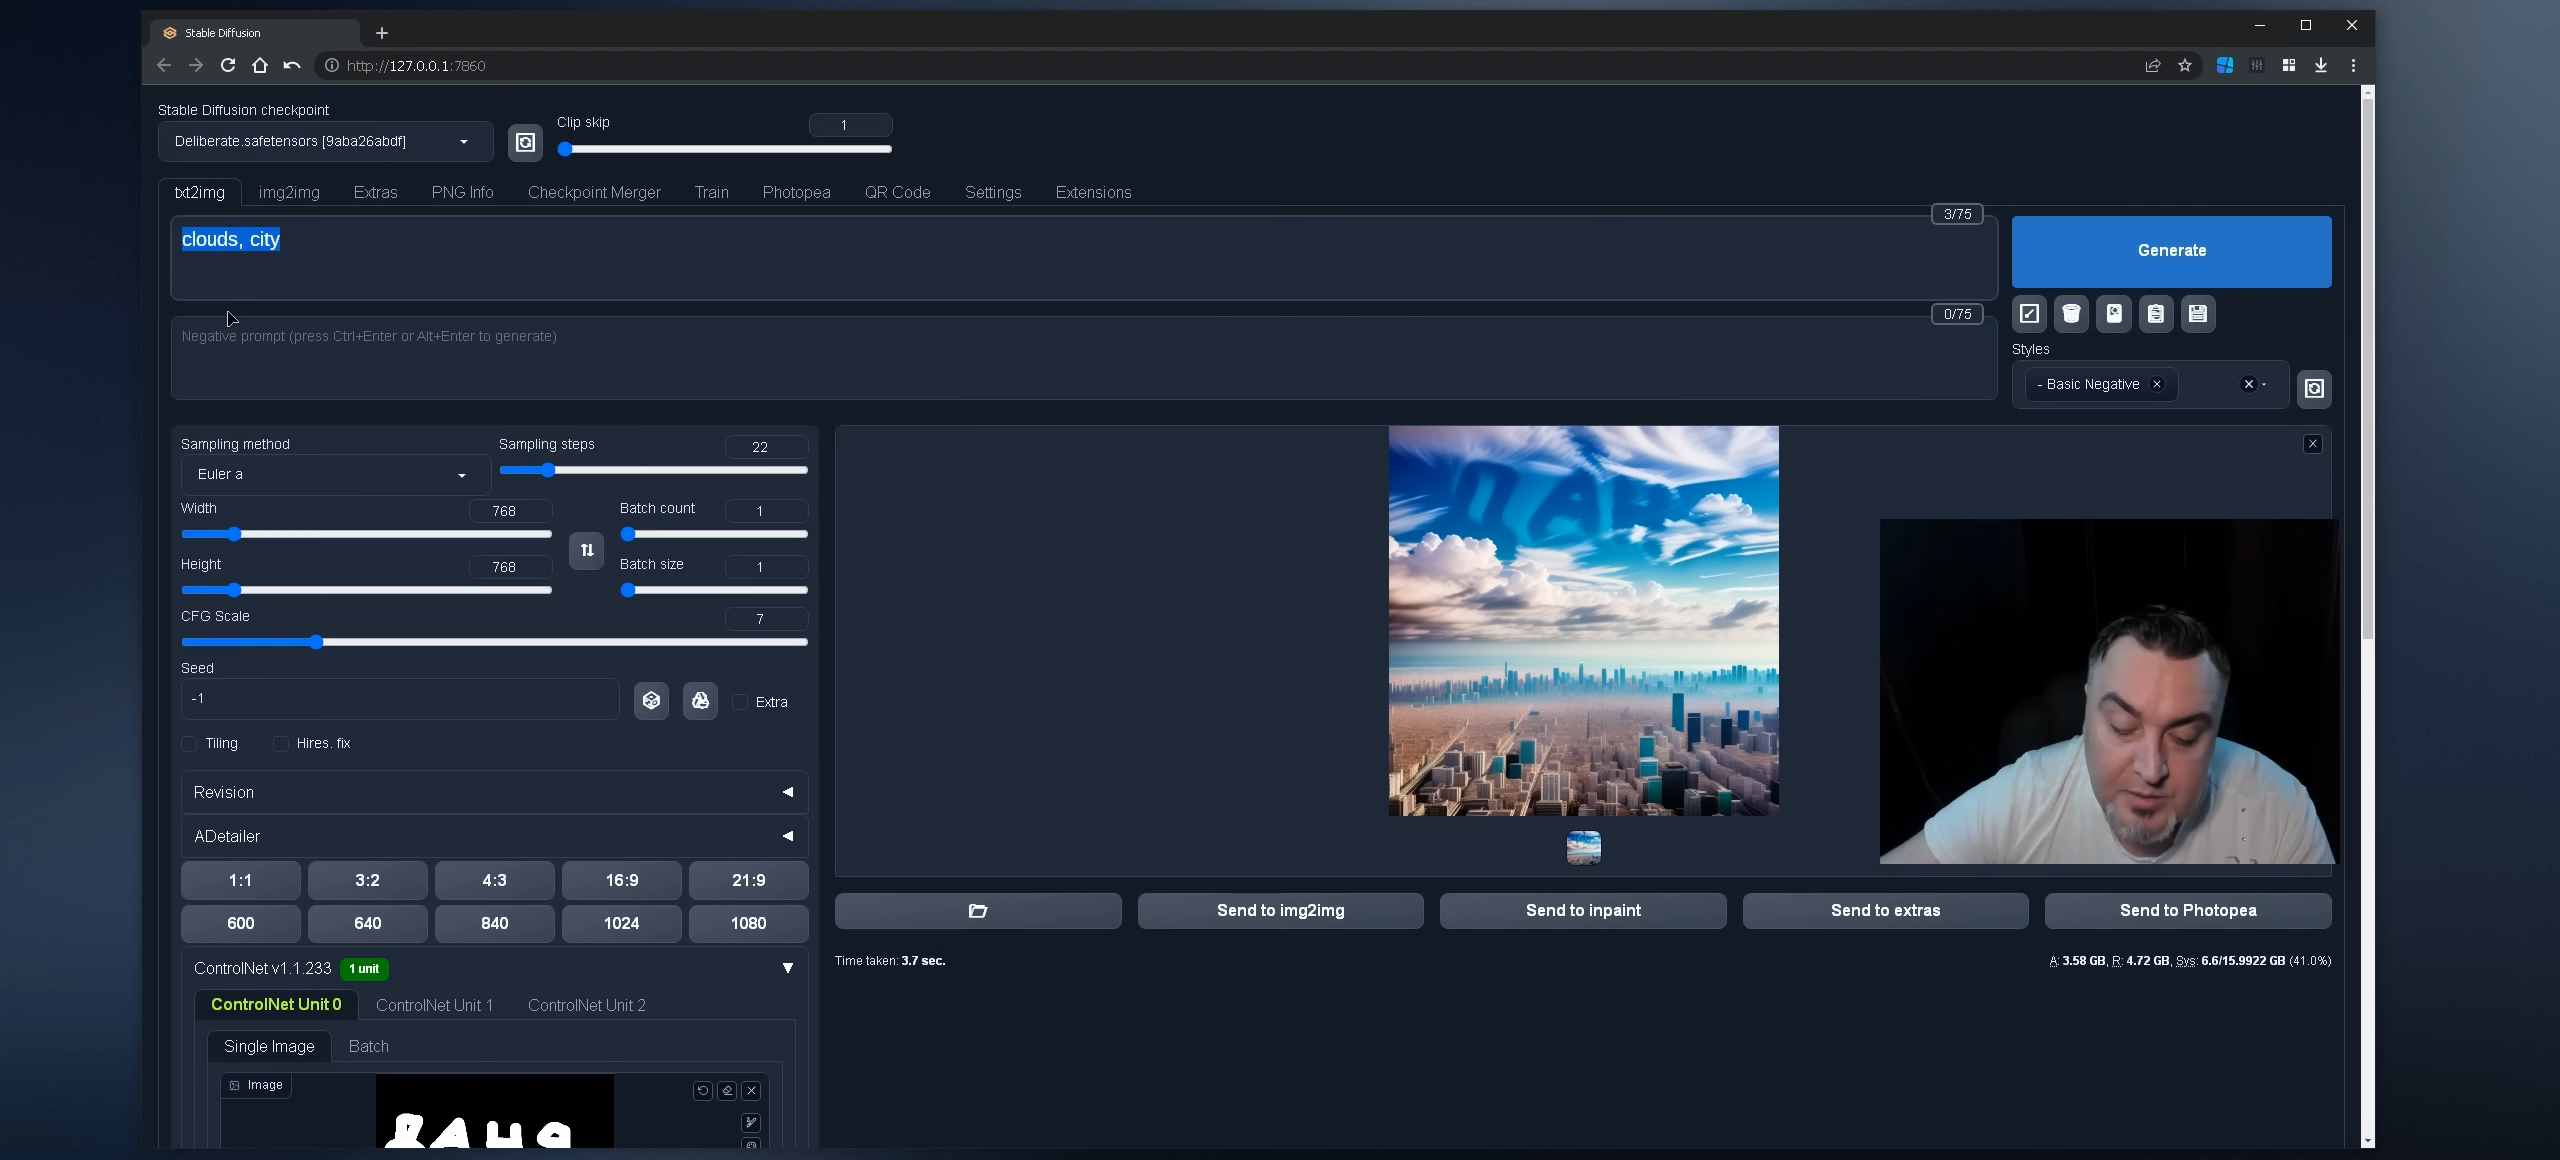 Stable Diffusion
http://127.0.0.1:7860
Stable Diffusion checkpoint
Deliberate.safetensors [9aba26abdf]
Clip skip
1
txt2img
img2img
Extras
PNG Info
Checkpoint Merger
Train
Photopea
QR Code
Settings
Extensions
3/75
clouds, city
Generate
0/75
Negative prompt (press Ctrl+Enter or Alt+Enter to generate)
Styles
- Basic Negative
Sampling method
Euler a
Sampling steps
22
Width
768
Batch count
1
Height
768
Batch size
1
CFG Scale
7
Seed
-1
Extra
Tiling
Hires. fix
Revision
ADetailer
1:1
3:2
4:3
16:9
21:9
600
640
840
1024
1080
Send to img2img
Send to inpaint
Send to extras
Send to Photopea
Time taken: 3.7 sec.
A: 3.58 GB, R: 4.72 GB, Sys: 6.6/15.9922 GB (41.0%)
ControlNet v1.1.233
1 unit
ControlNet Unit 0
ControlNet Unit 1
ControlNet Unit 2
Single Image
Batch
Image